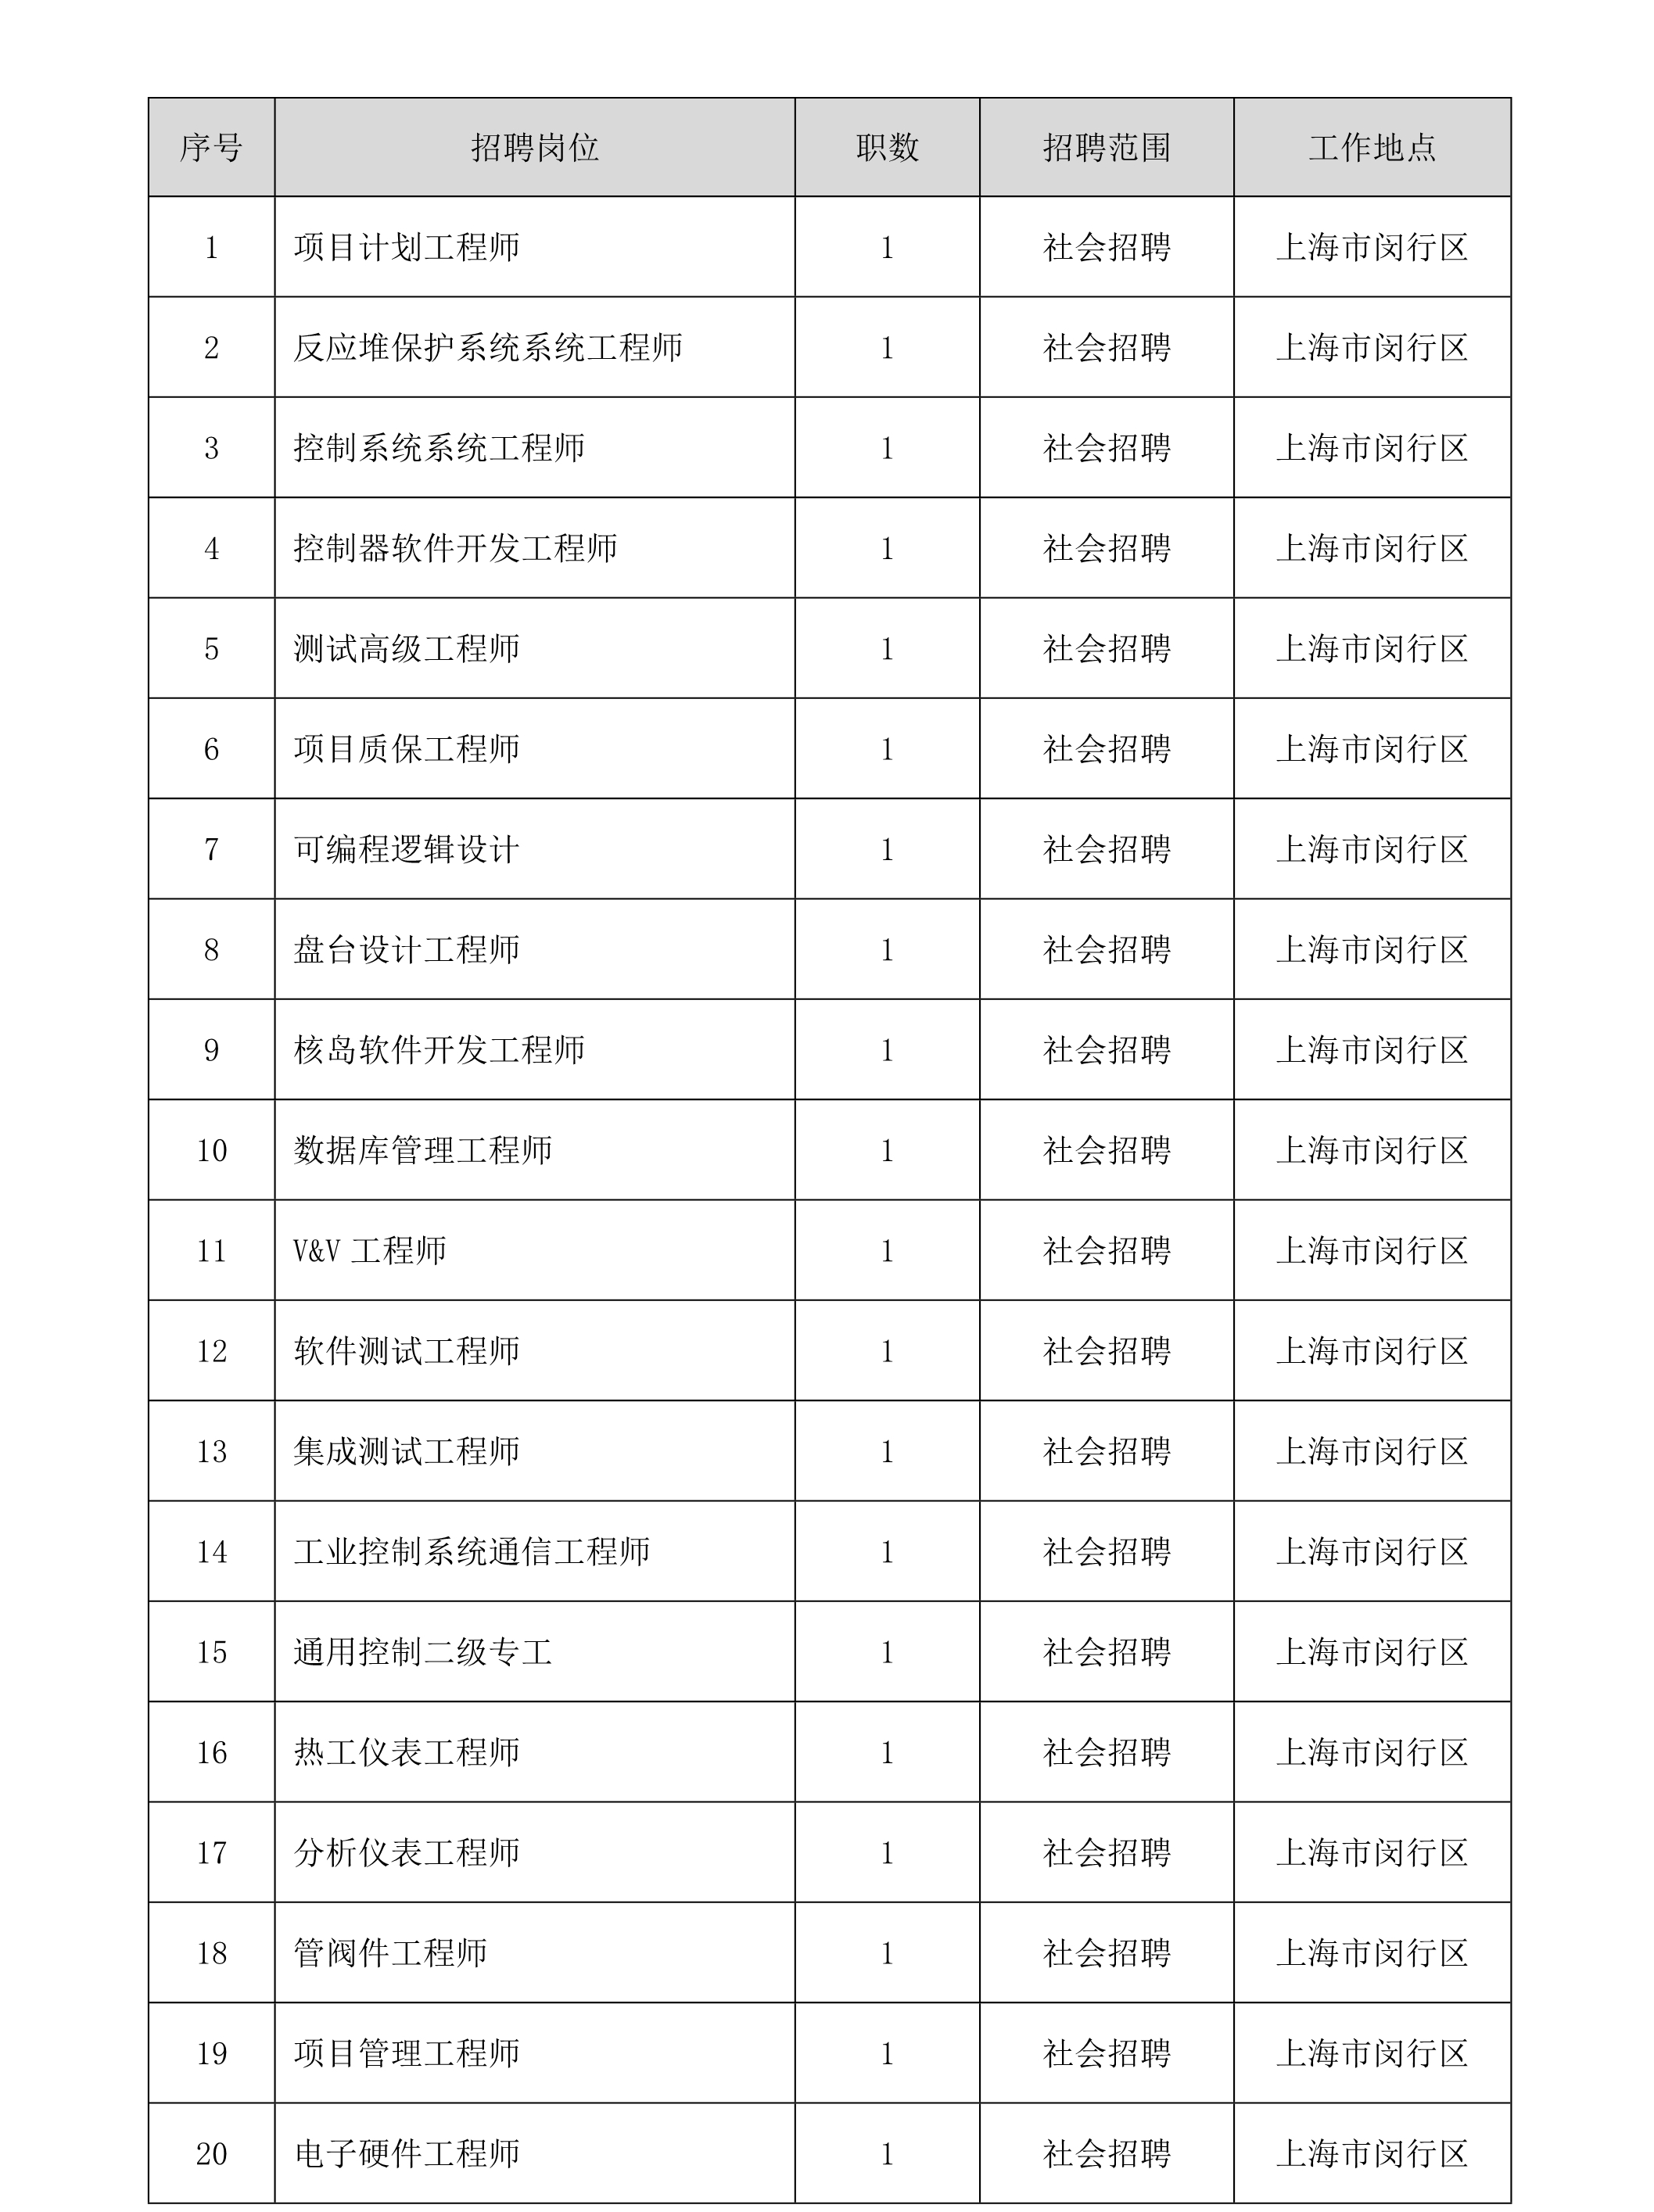 序号 招聘岗位 职数 招聘范围 工作地点
1 项目计划工程师 1 社会招聘 上海市闵行区
2 反应堆保护系统系统工程师 1 社会招聘 上海市闵行区
3 控制系统系统工程师 1 社会招聘 上海市闵行区
4 控制器软件开发工程师 1 社会招聘 上海市闵行区
5 测试高级工程师 1 社会招聘 上海市闵行区
6 项目质保工程师 1 社会招聘 上海市闵行区
7 可编程逻辑设计 1 社会招聘 上海市闵行区
8 盘台设计工程师 1 社会招聘 上海市闵行区
9 核岛软件开发工程师 1 社会招聘 上海市闵行区
10 数据库管理工程师 1 社会招聘 上海市闵行区
11 V&V 工程师 1 社会招聘 上海市闵行区
12 软件测试工程师 1 社会招聘 上海市闵行区
13 集成测试工程师 1 社会招聘 上海市闵行区
14 工业控制系统通信工程师 1 社会招聘 上海市闵行区
15 通用控制二级专工 1 社会招聘 上海市闵行区
16 热工仪表工程师 1 社会招聘 上海市闵行区
17 分析仪表工程师 1 社会招聘 上海市闵行区
18 管阀件工程师 1 社会招聘 上海市闵行区
19 项目管理工程师 1 社会招聘 上海市闵行区
20 电子硬件工程师 1 社会招聘 上海市闵行区